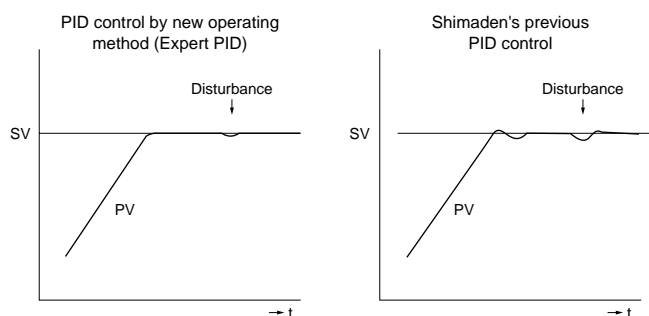 PID control by new operating
method (Expert PID)
Disturbance
SV
PV
t
Shimaden's previous
PID control
Disturbance
SV
PV
t